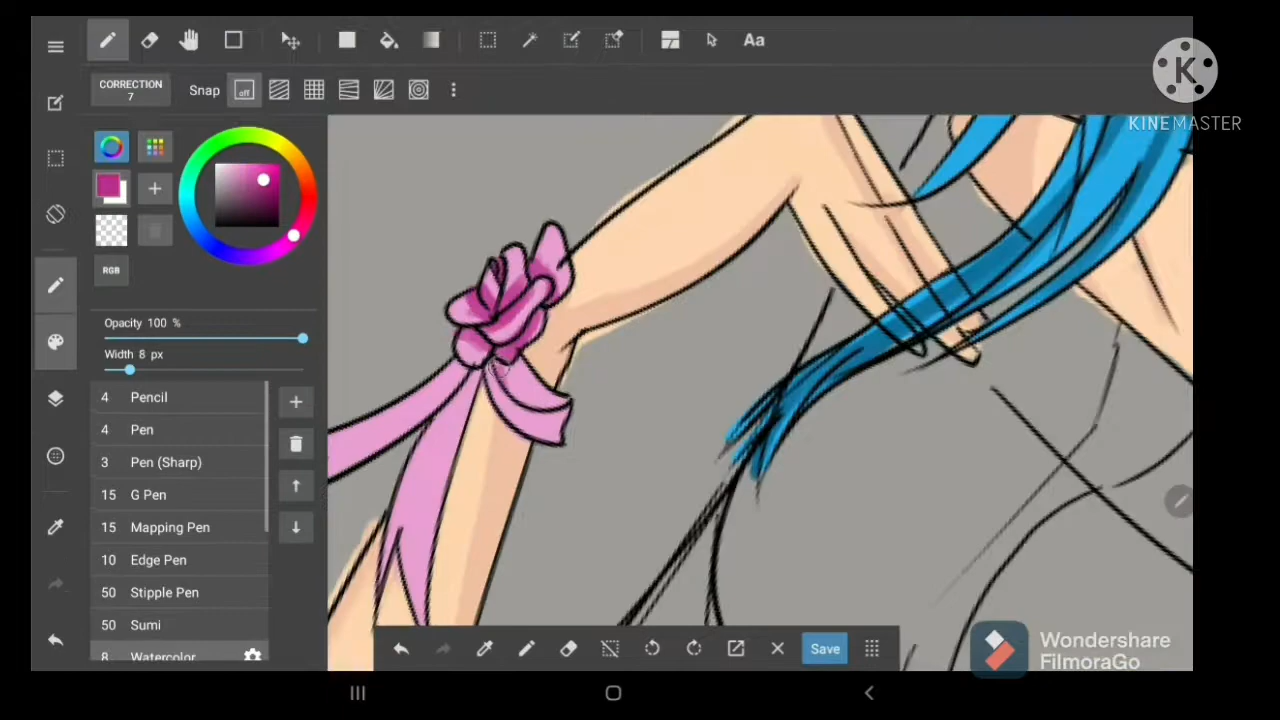 Aa
CORRECTION
7
Snap
off
K
KINEMASTER
RGB
Opacity 100 %
Width 8 px
4 Pencil
4 Pen
3 Pen (Sharp)
15 G Pen
15 Mapping Pen
10 Edge Pen
50 Stipple Pen
50 Sumi
8 Watercolor
Save
Wondershare
FilmoraGo